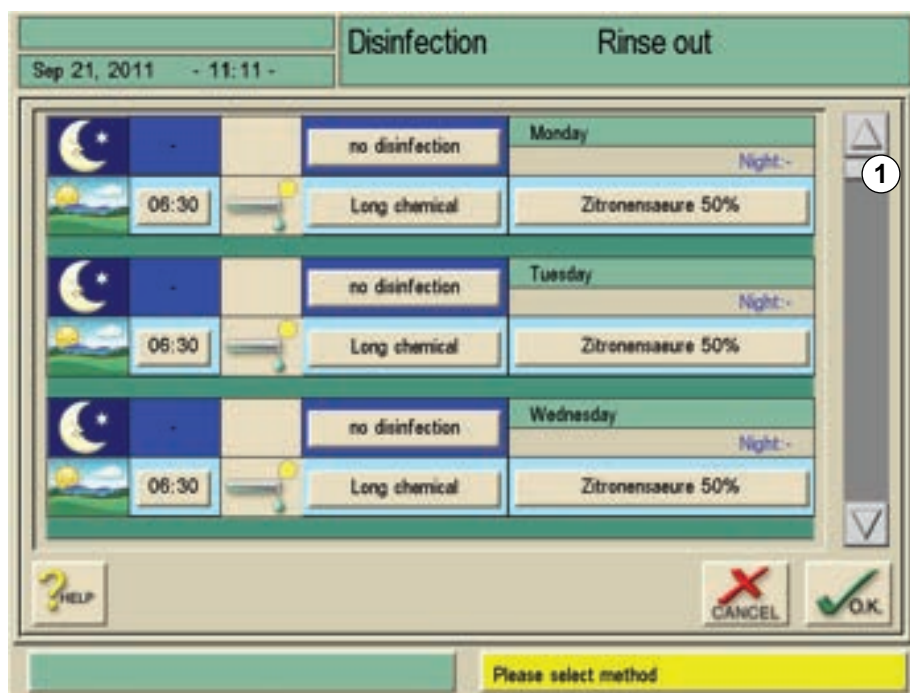 Disinfection Rinse out
Sep 21, 2011 - 11:11 -
- no disinfection Monday
Night:-
06:30 Long chemical Zitronensaeure 50%
- no disinfection Tuesday
Night:-
06:30 Long chemical Zitronensaeure 50%
- no disinfection Wednesday
Night:-
06:30 Long chemical Zitronensaeure 50%
1
?HELP
CANCEL
O.K.
Please select method